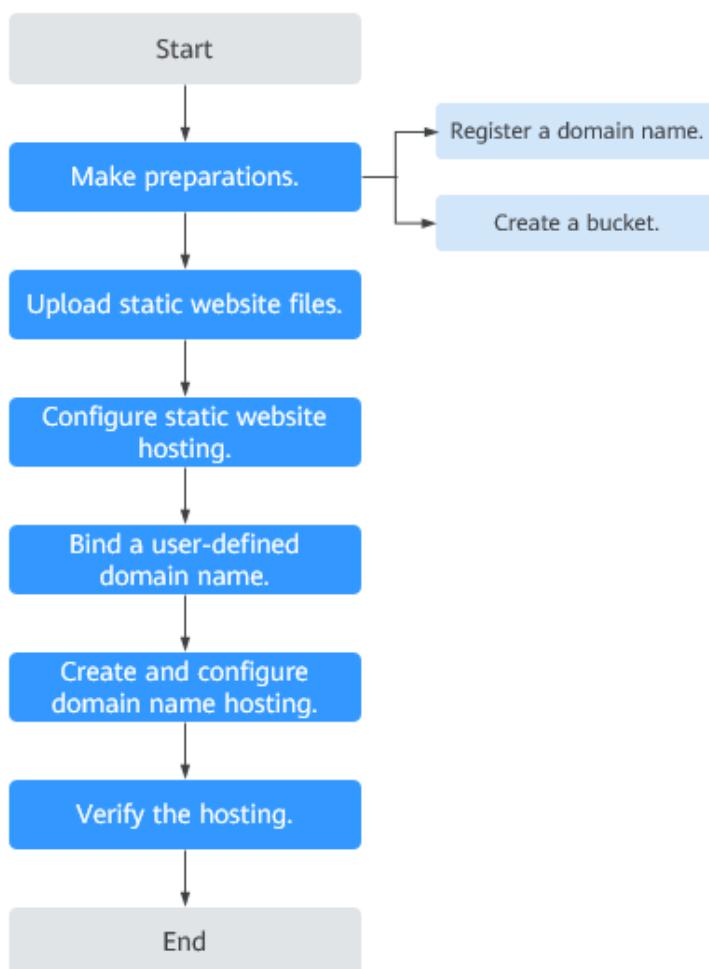 Start
Make preparations.
Register a domain name.
Create a bucket.
Upload static website files.
Configure static website
hosting.
Bind a user-defined
domain name.
Create and configure
domain name hosting.
Verify the hosting.
End